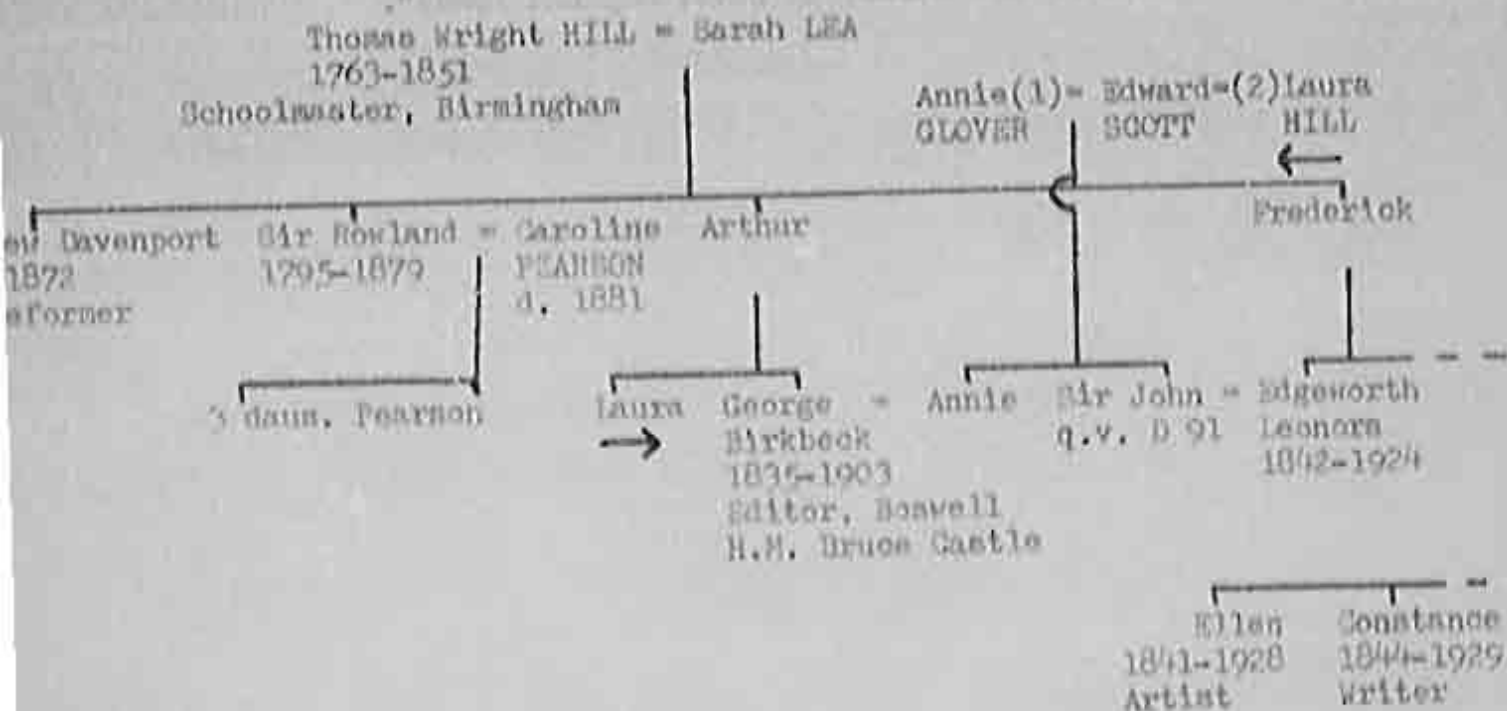 Thomas Wright HILL = Sarah LEA
1763-1851
Schoolmaster, Birmingham
Annie(1)= Edward=(2)Laura
GLOVER SCOTT HILL
ew Davenport Sir Rowland = Caroline Arthur Frederick
1872 1795-1879 PEARSON
eformer d. 1881
3 daus. Pearson Laura George = Annie Sir John = Edgeworth
Birkbeck q.v. D 91 Leonora
1835-1903 1842-1924
Editor, Boswell
H.M. Bruce Castle
Ellen Constance
1841-1928 1844-1929
Artist Writer